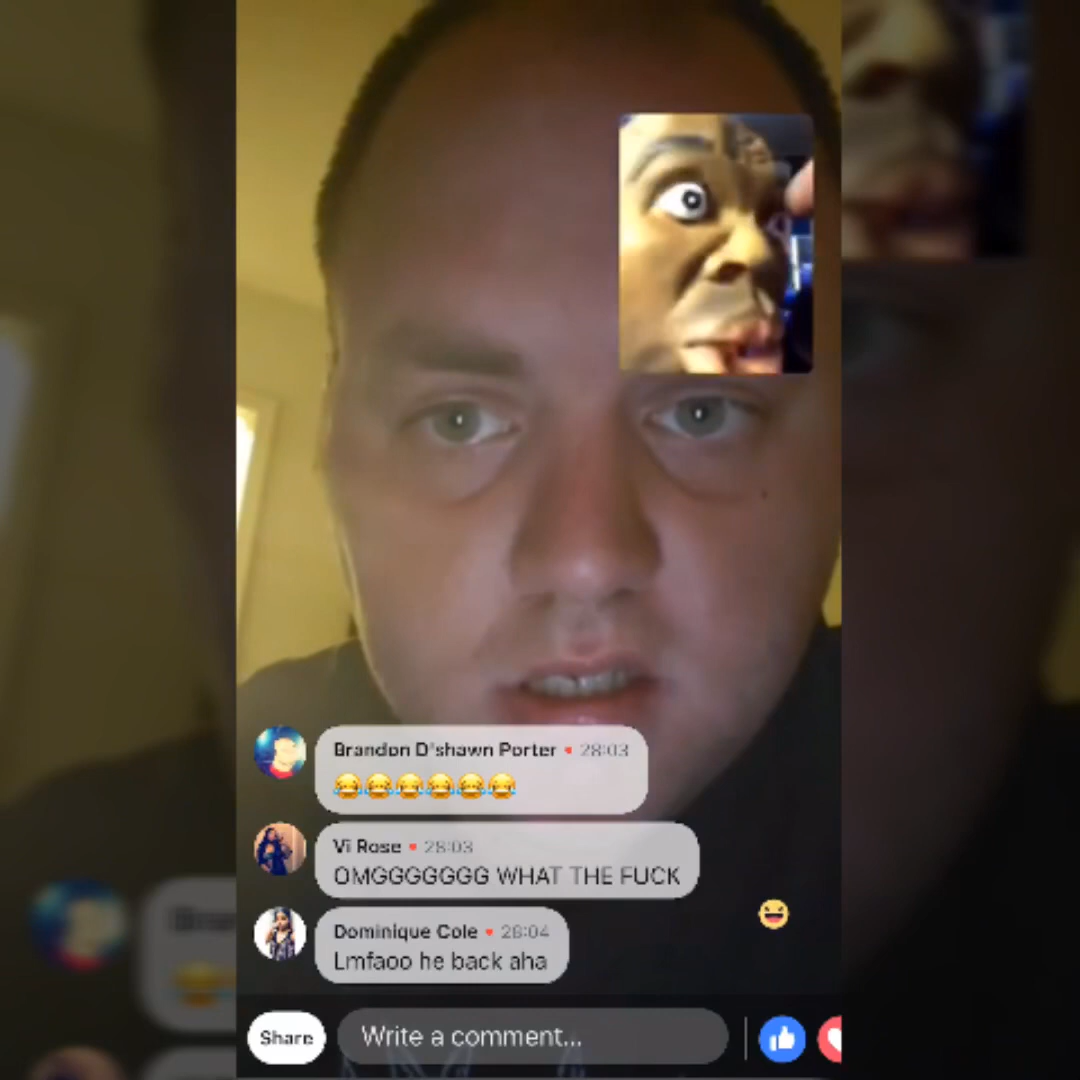 Brandon D'shawn Porter • 28:03
😂😂😂😂😂😂
Vi Rose • 28:03
OMGGGGGGG WHAT THE FUCK
Dominique Cole • 28:04
Lmfaoo he back aha
Share
Write a comment...